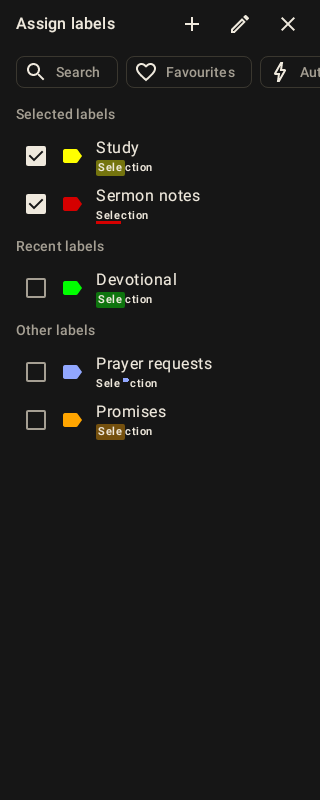 Assign labels
Search
Favourites
Aut
Selected labels
Study
Selection
Sermon notes
Selection
Recent labels
Devotional
Selection
Other labels
Prayer requests
Selection
Promises
Selection